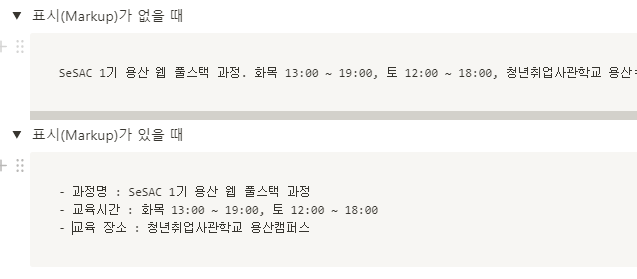 표시(Markup)가 없을 때
SeSAC 1기 용산 웹 풀스택 과정. 화목 13:00 ~ 19:00, 토 12:00 ~ 18:00, 청년취업사관학교 용산
표시(Markup)가 있을 때
- 과정명 : SeSAC 1기 용산 웹 풀스택 과정
- 교육시간 : 화목 13:00 ~ 19:00, 토 12:00 ~ 18:00
- 교육 장소 : 청년취업사관학교 용산캠퍼스